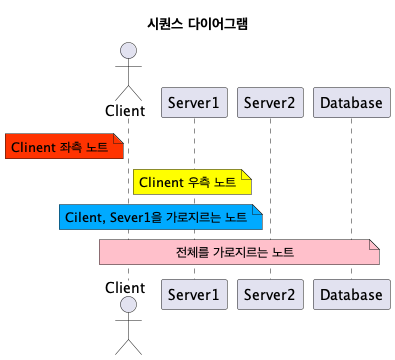 시퀀스 다이어그램
Client
Server1
Server2
Database
Clinent 좌측 노트
Clinent 우측 노트
Cilent, Sever1을 가로지르는 노트
전체를 가로지르는 노트
Client
Server1
Server2
Database